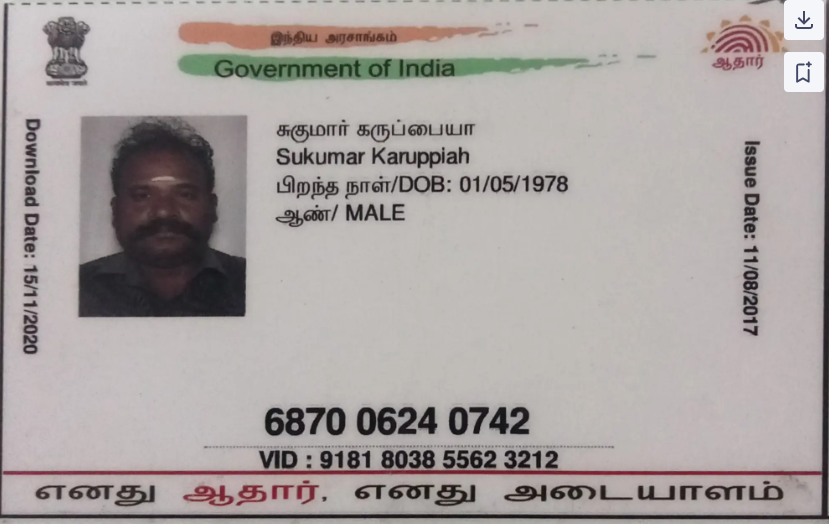 இந்திய அரசாங்கம்
Government of India
ஆதார்
Download Date: 15/11/2020
சுகுமார் கருப்பையா
Sukumar Karuppiah
பிறந்த நாள்/DOB: 01/05/1978
ஆண்/ MALE
Issue Date: 11/08/2017
6870 0624 0742
VID : 9181 8038 5562 3212
எனது ஆதார், எனது அடையாளம்